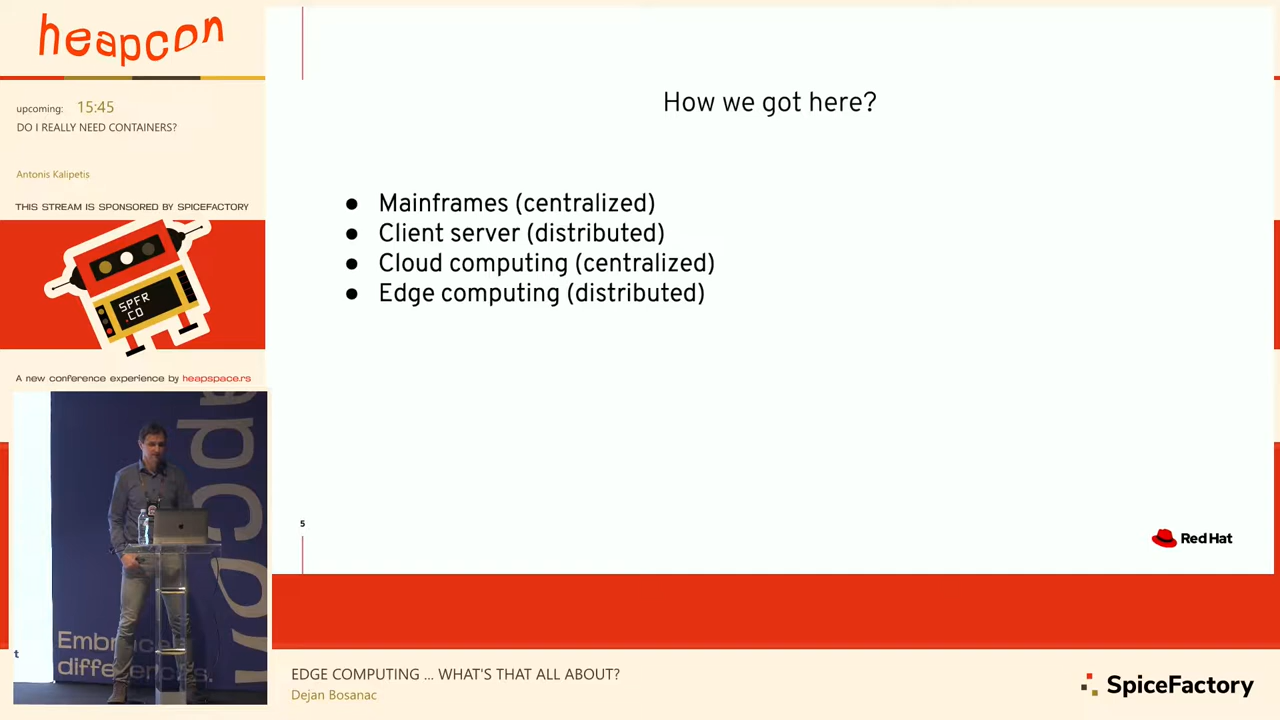 heapcon
upcoming: 15:45
DO I REALLY NEED CONTAINERS?
Antonis Kalipetis
THIS STREAM IS SPONSORED BY SPICEFACTORY
SPFR
.CO
A new conference experience by heapspace.rs
How we got here?
● Mainframes (centralized)
● Client server (distributed)
● Cloud computing (centralized)
● Edge computing (distributed)
5
Red Hat
t
Embrace
differences.
EDGE COMPUTING ... WHAT'S THAT ALL ABOUT?
Dejan Bosanac
SpiceFactory